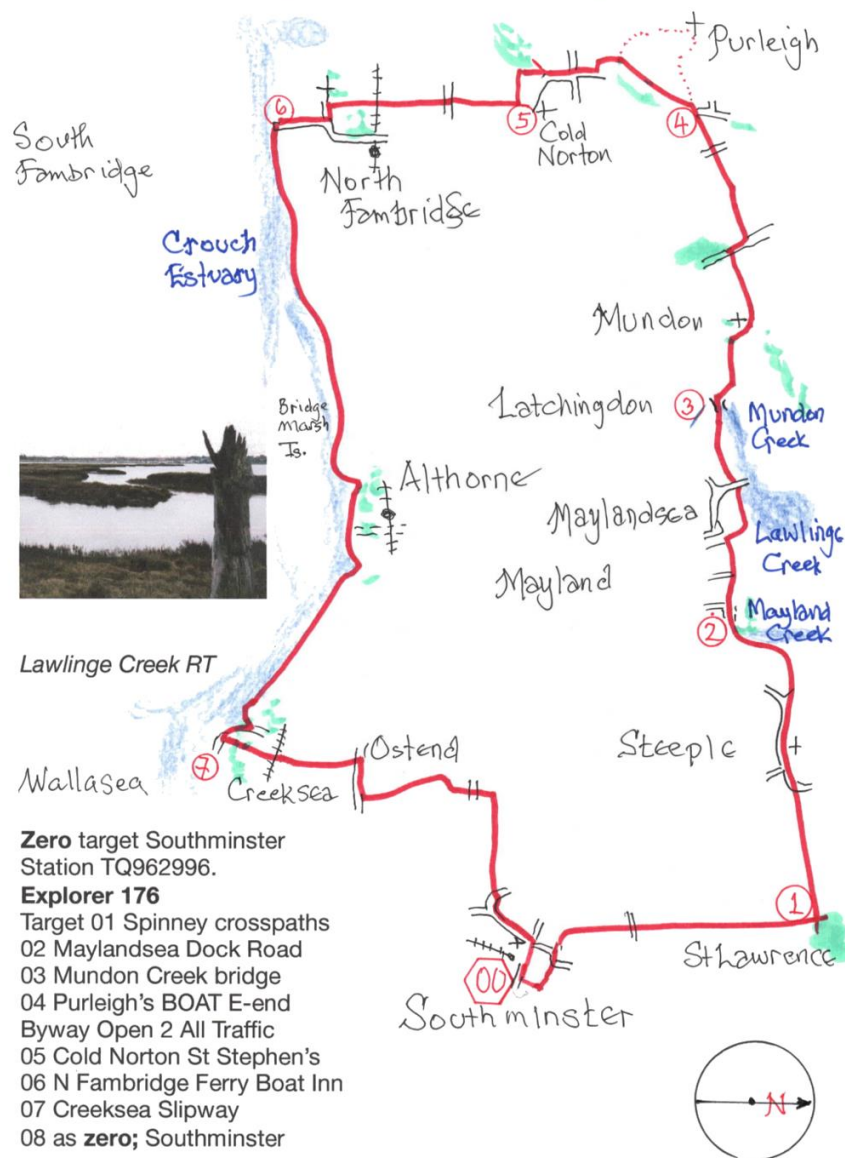 Purleigh
6
5
4
South
Fambridge
Cold
Norton
North
Fambridge
Crouch
Estuary
Mundon
Latchingdon
3
Mundon
Creek
Bridge
Marsh
Is.
Althorne
Maylandsea
Lawlinge
Creek
Mayland
2
Mayland
Creek
Lawlinge Creek RT
Ostend
Steeple
7
Wallasea
Creeksea
Zero target Southminster
Station TQ962996.
Explorer 176
Target 01 Spinney crosspaths
02 Maylandsea Dock Road
03 Mundon Creek bridge
04 Purleigh's BOAT E-end
Byway Open 2 All Traffic
05 Cold Norton St Stephen's
06 N Fambridge Ferry Boat Inn
07 Creeksea Slipway
08 as zero; Southminster
1
St Lawrence
00
Southminster
N